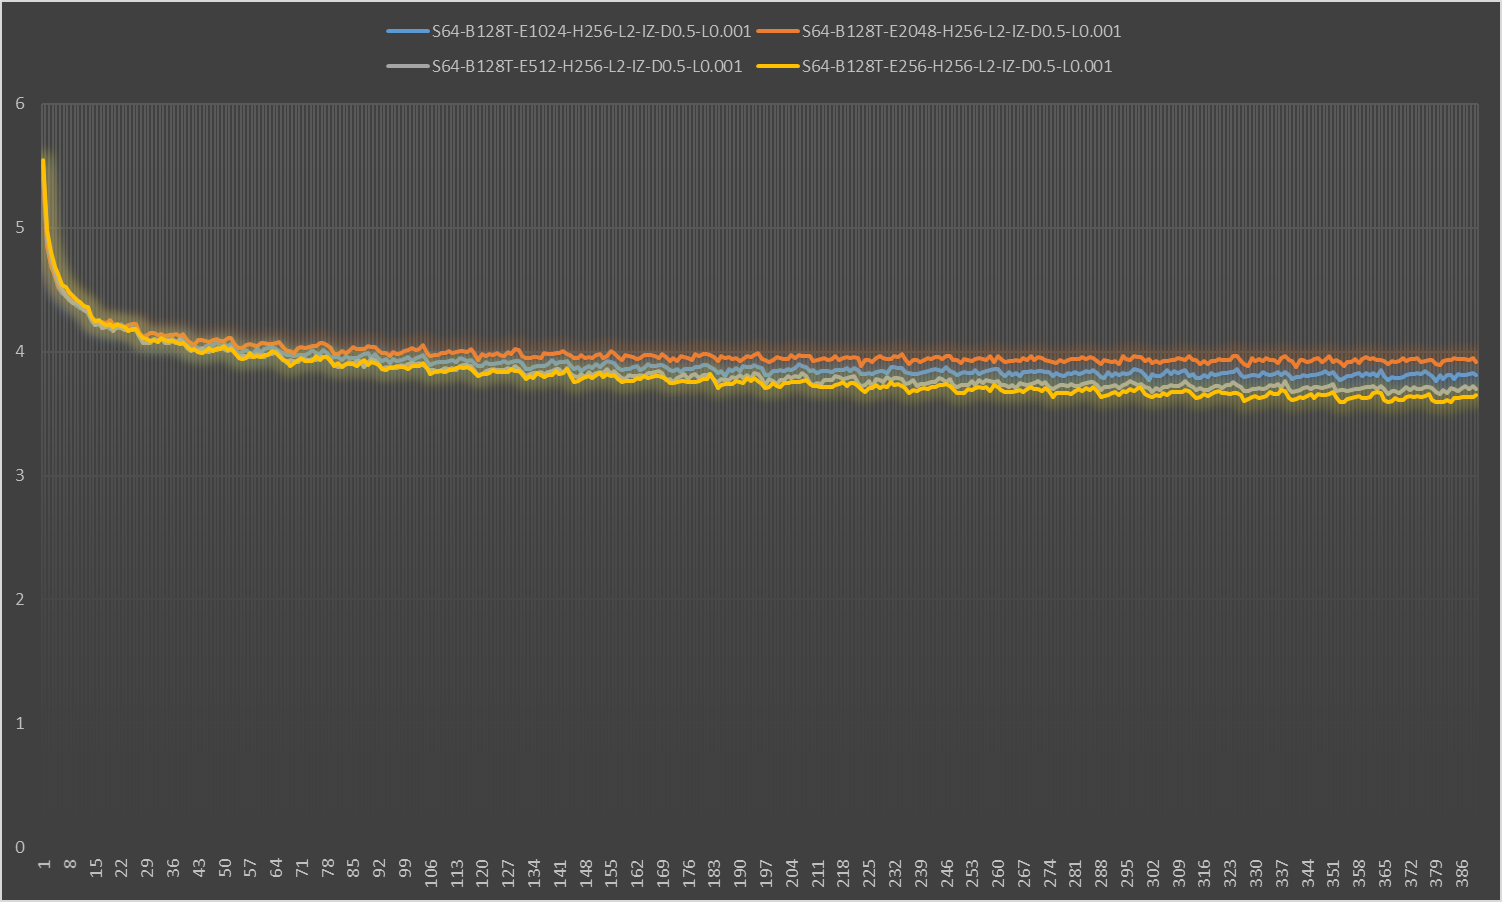 S64-B128T-E1024-H256-L2-IZ-D0.5-L0.001 S64-B128T-E2048-H256-L2-IZ-D0.5-L0.001
S64-B128T-E512-H256-L2-IZ-D0.5-L0.001 S64-B128T-E256-H256-L2-IZ-D0.5-L0.001
6
5
4
3
2
1
0
1 8 15 22 29 36 43 50 57 64 71 78 85 92 99 106 113 120 127 134 141 148 155 162 169 176 183 190 197 204 211 218 225 232 239 246 253 260 267 274 281 288 295 302 309 316 323 330 337 344 351 358 365 372 379 386